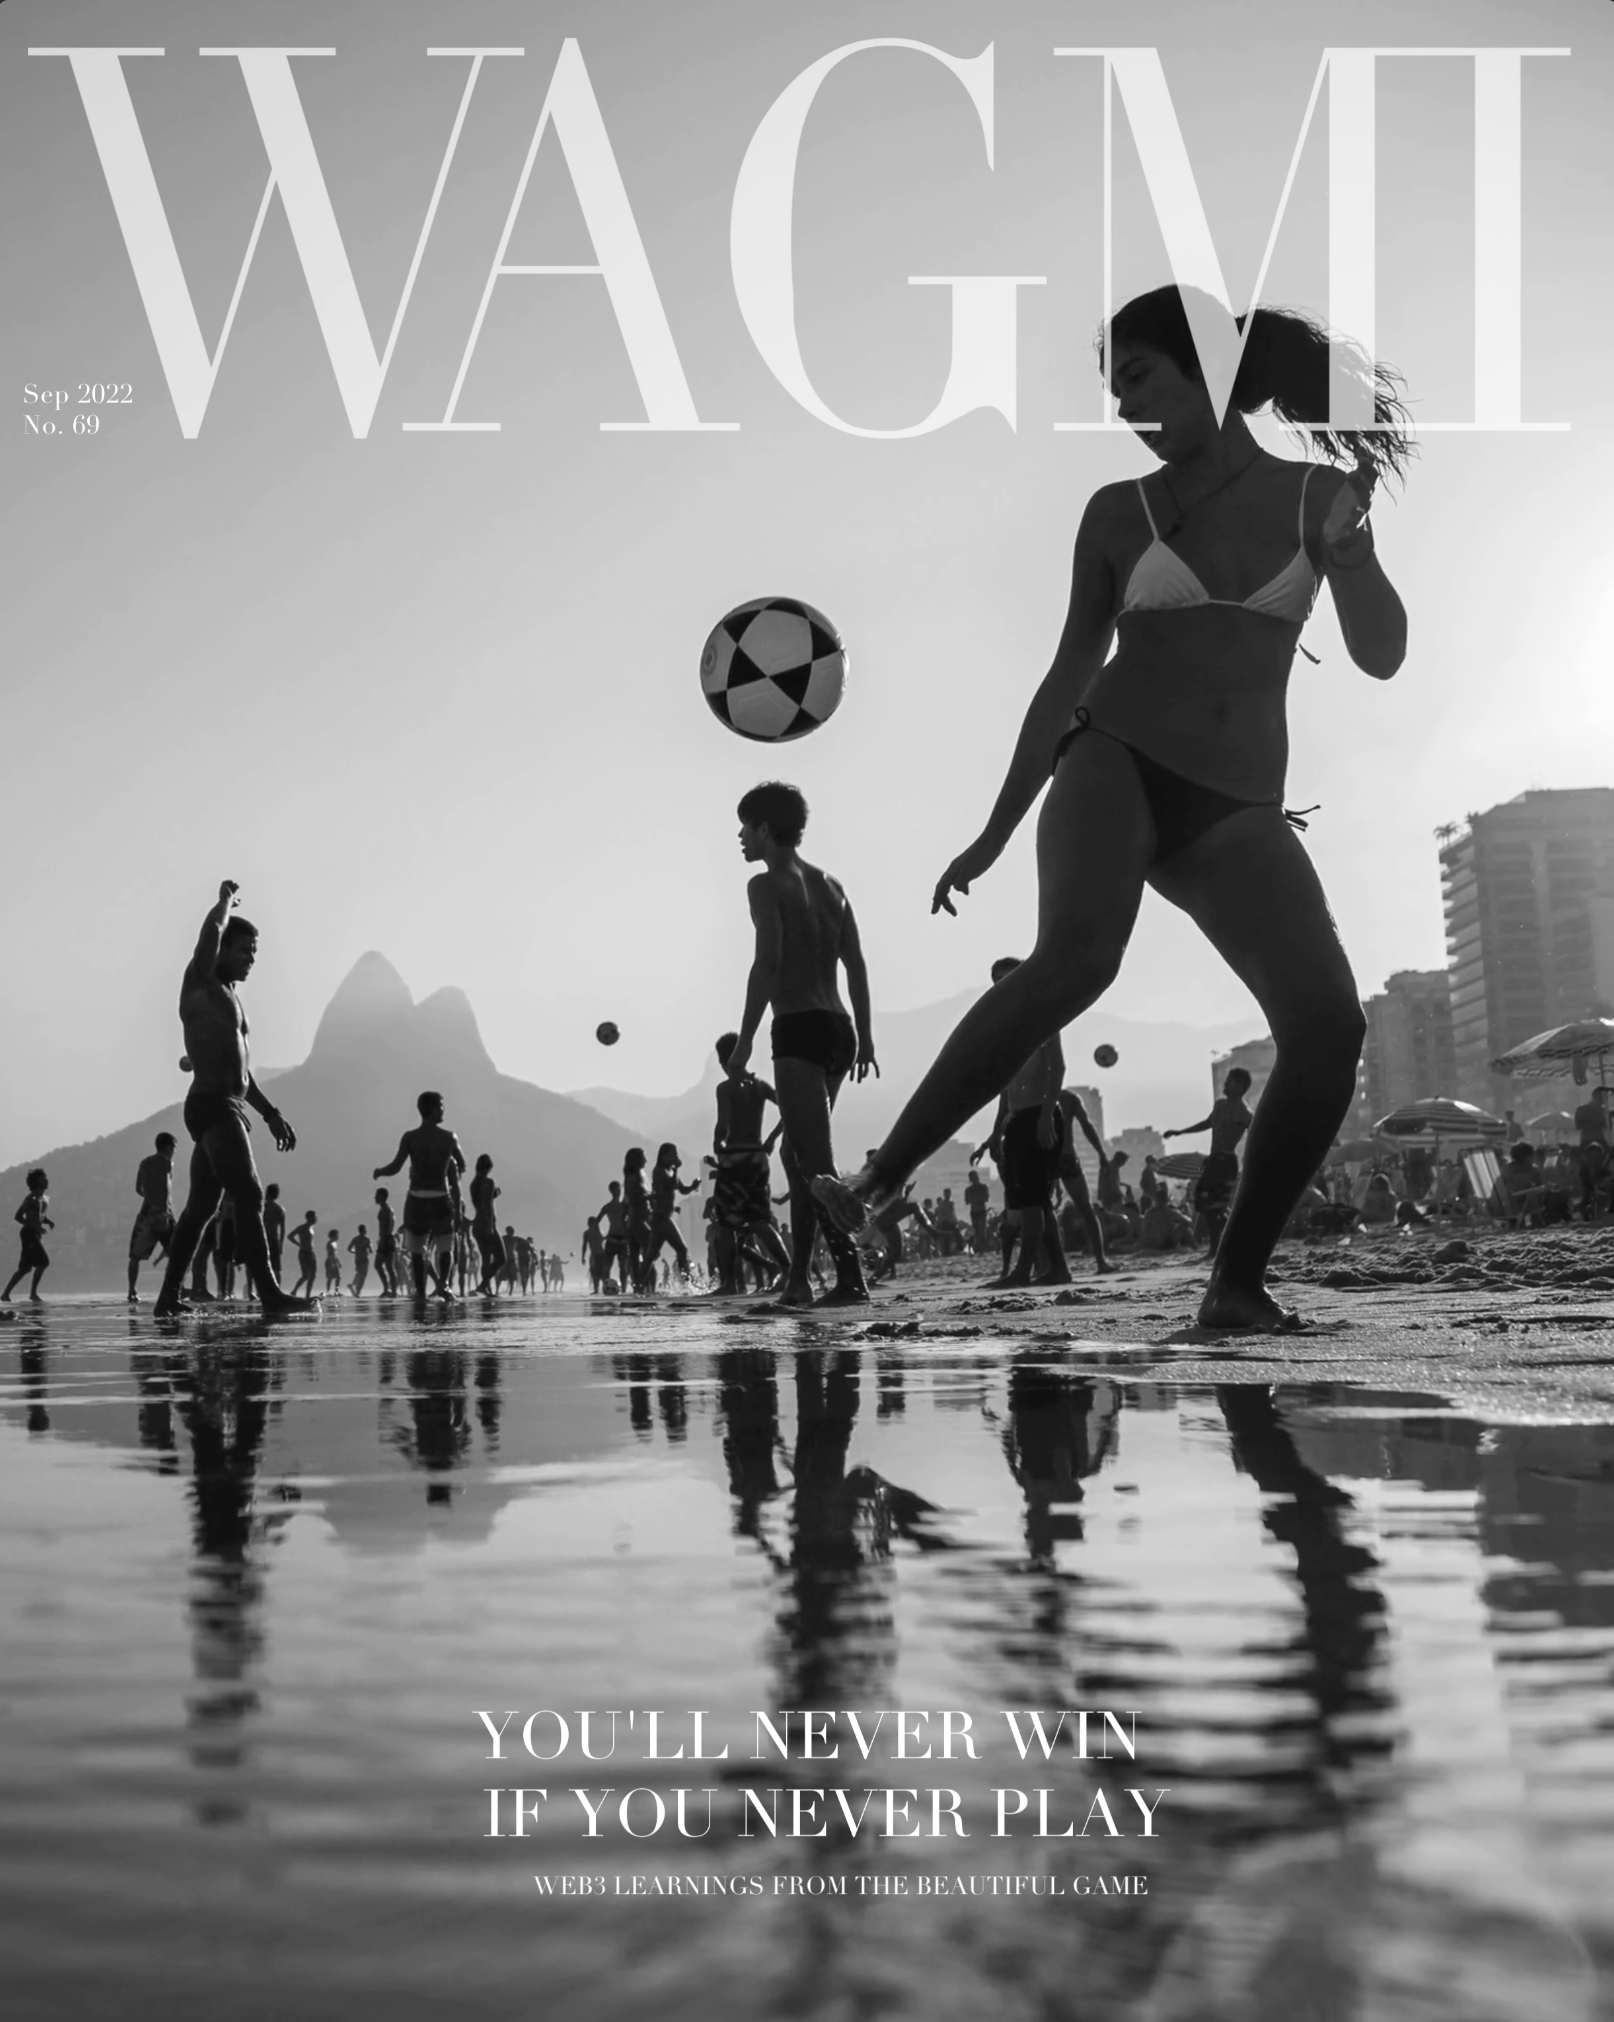 WAGMI
Sep 2022
No. 69
YOU'LL NEVER WIN
IF YOU NEVER PLAY
WEB3 LEARNINGS FROM THE BEAUTIFUL GAME